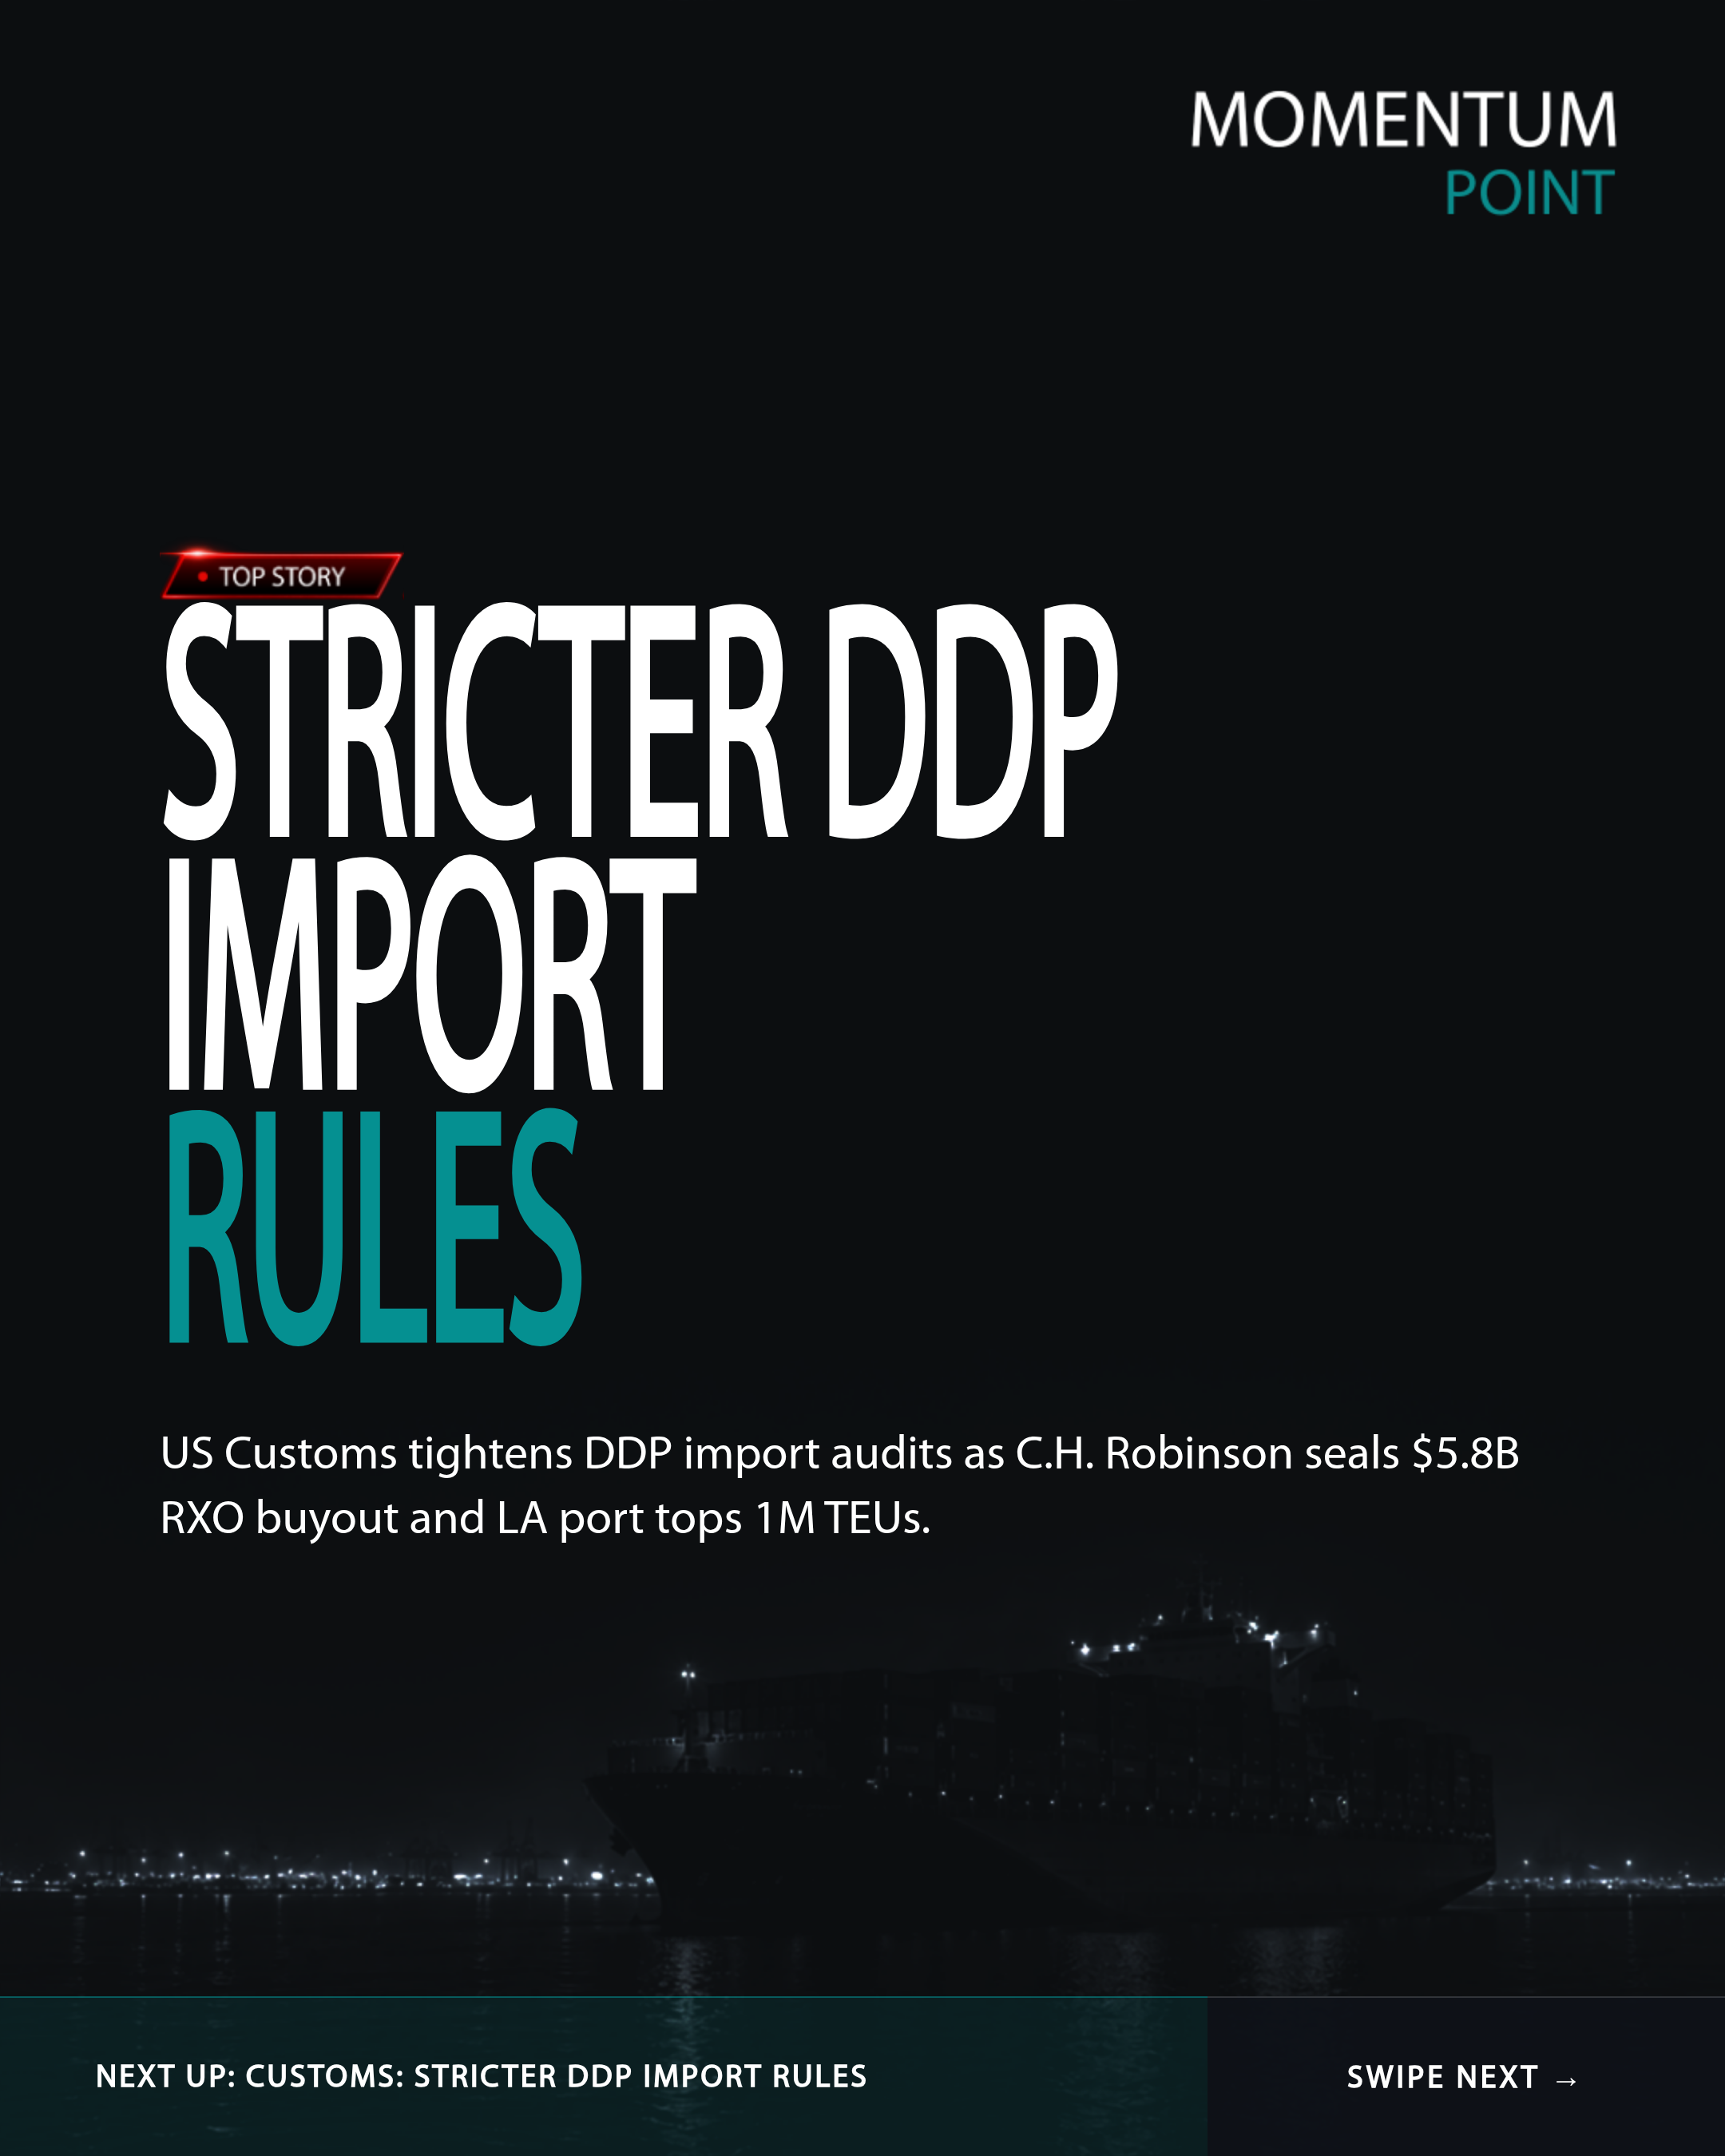 MOMENTUM
POINT
TOP STORY
STRICTER DDP
IMPORT
RULES
US Customs tightens DDP import audits as C.H. Robinson seals $5.8B
RXO buyout and LA port tops 1M TEUs.
NEXT UP: CUSTOMS: STRICTER DDP IMPORT RULES
SWIPE NEXT →